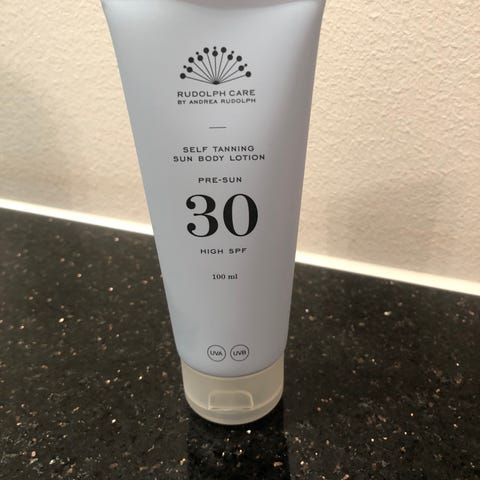 RUDOLPH CARE
BY ANDREA RUDOLPH
SELF TANNING
SUN BODY LOTION
PRE-SUN
30
HIGH SPF
100 ml
UVA UVB